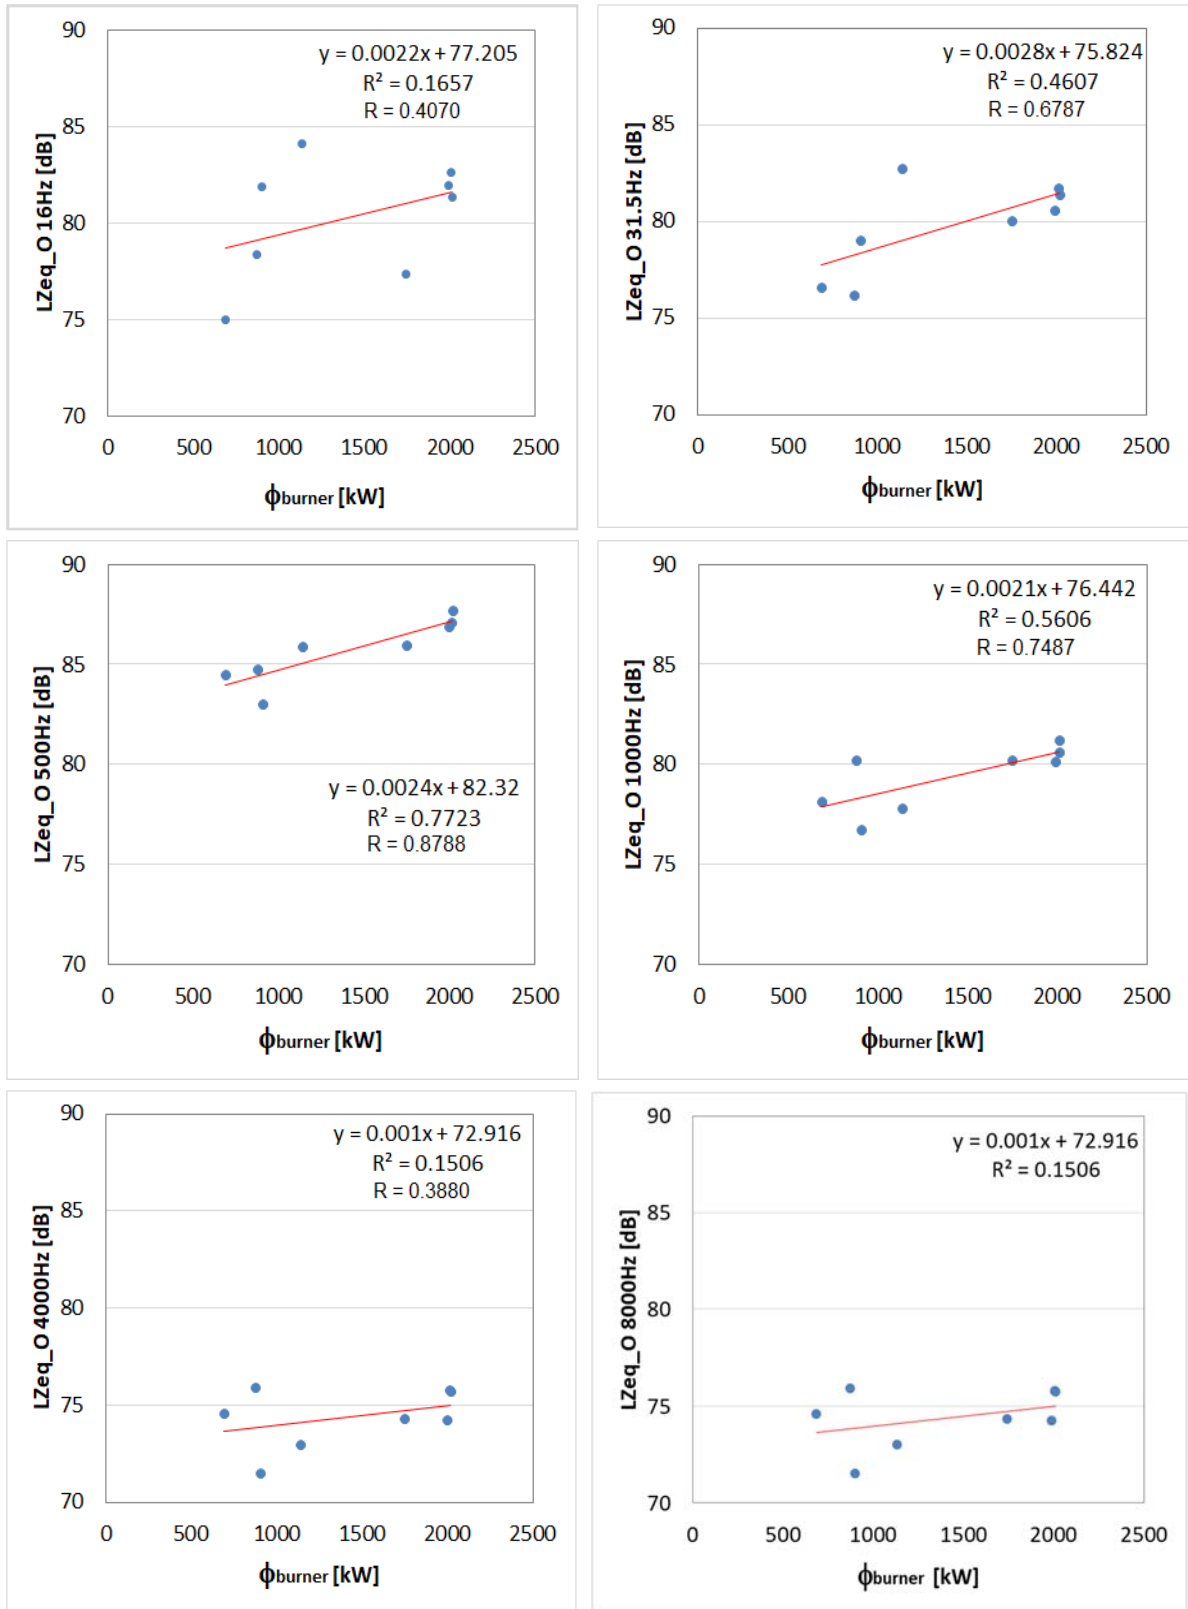 90
y = 0.0022x + 77.205
R² = 0.1657
R = 0.4070
85
80
75
70
LZeq_O 16Hz [dB]
0 500 1000 1500 2000 2500
ϕburner [kW]
90
y = 0.0028x + 75.824
R² = 0.4607
R = 0.6787
85
80
75
70
LZeq_O 31.5Hz [dB]
0 500 1000 1500 2000 2500
ϕburner [kW]
90
85
80
y = 0.0024x + 82.32
R² = 0.7723
R = 0.8788
75
70
LZeq_O 500Hz [dB]
0 500 1000 1500 2000 2500
ϕburner [kW]
90
y = 0.0021x + 76.442
R² = 0.5606
R = 0.7487
85
80
75
70
LZeq_O 1000Hz [dB]
0 500 1000 1500 2000 2500
ϕburner [kW]
90
y = 0.001x + 72.916
R² = 0.1506
R = 0.3880
85
80
75
70
LZeq_O 4000Hz [dB]
0 500 1000 1500 2000 2500
ϕburner [kW]
90
y = 0.001x + 72.916
R² = 0.1506
85
80
75
70
LZeq_O 8000Hz [dB]
0 500 1000 1500 2000 2500
ϕburner [kW]